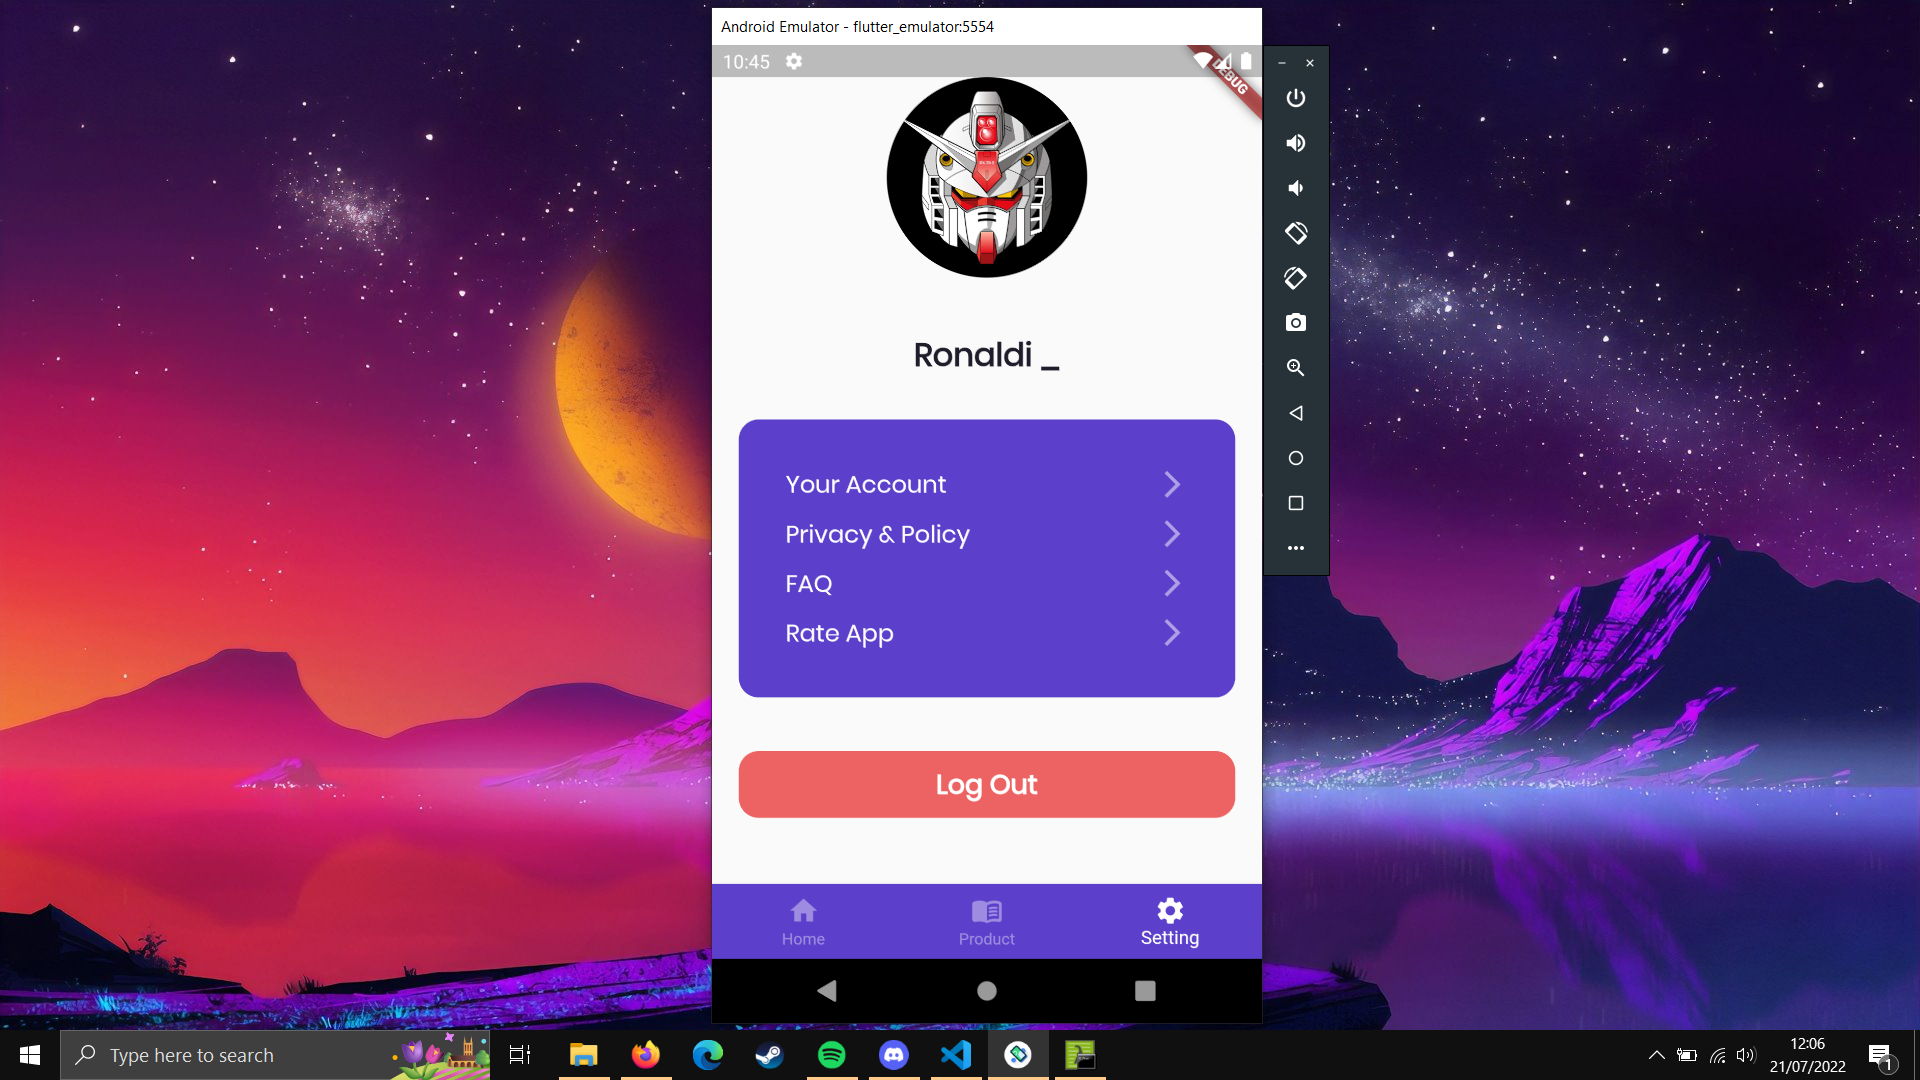 Android Emulator - flutter_emulator:5554
10:45
DEBUG
Ronaldi _
Your Account
Privacy & Policy
FAQ
Rate App
Log Out
Home
Product
Setting
Type here to search
12:06
21/07/2022
1